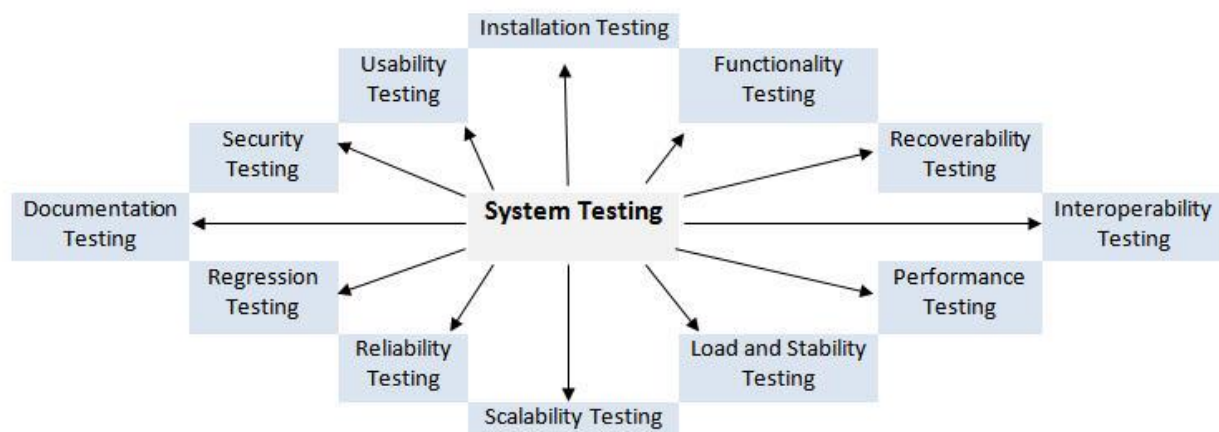 Installation Testing
Usability
Testing
Functionality
Testing
Security
Testing
Recoverability
Testing
Documentation
Testing
System Testing
Interoperability
Testing
Regression
Testing
Performance
Testing
Reliability
Testing
Load and Stability
Testing
Scalability Testing